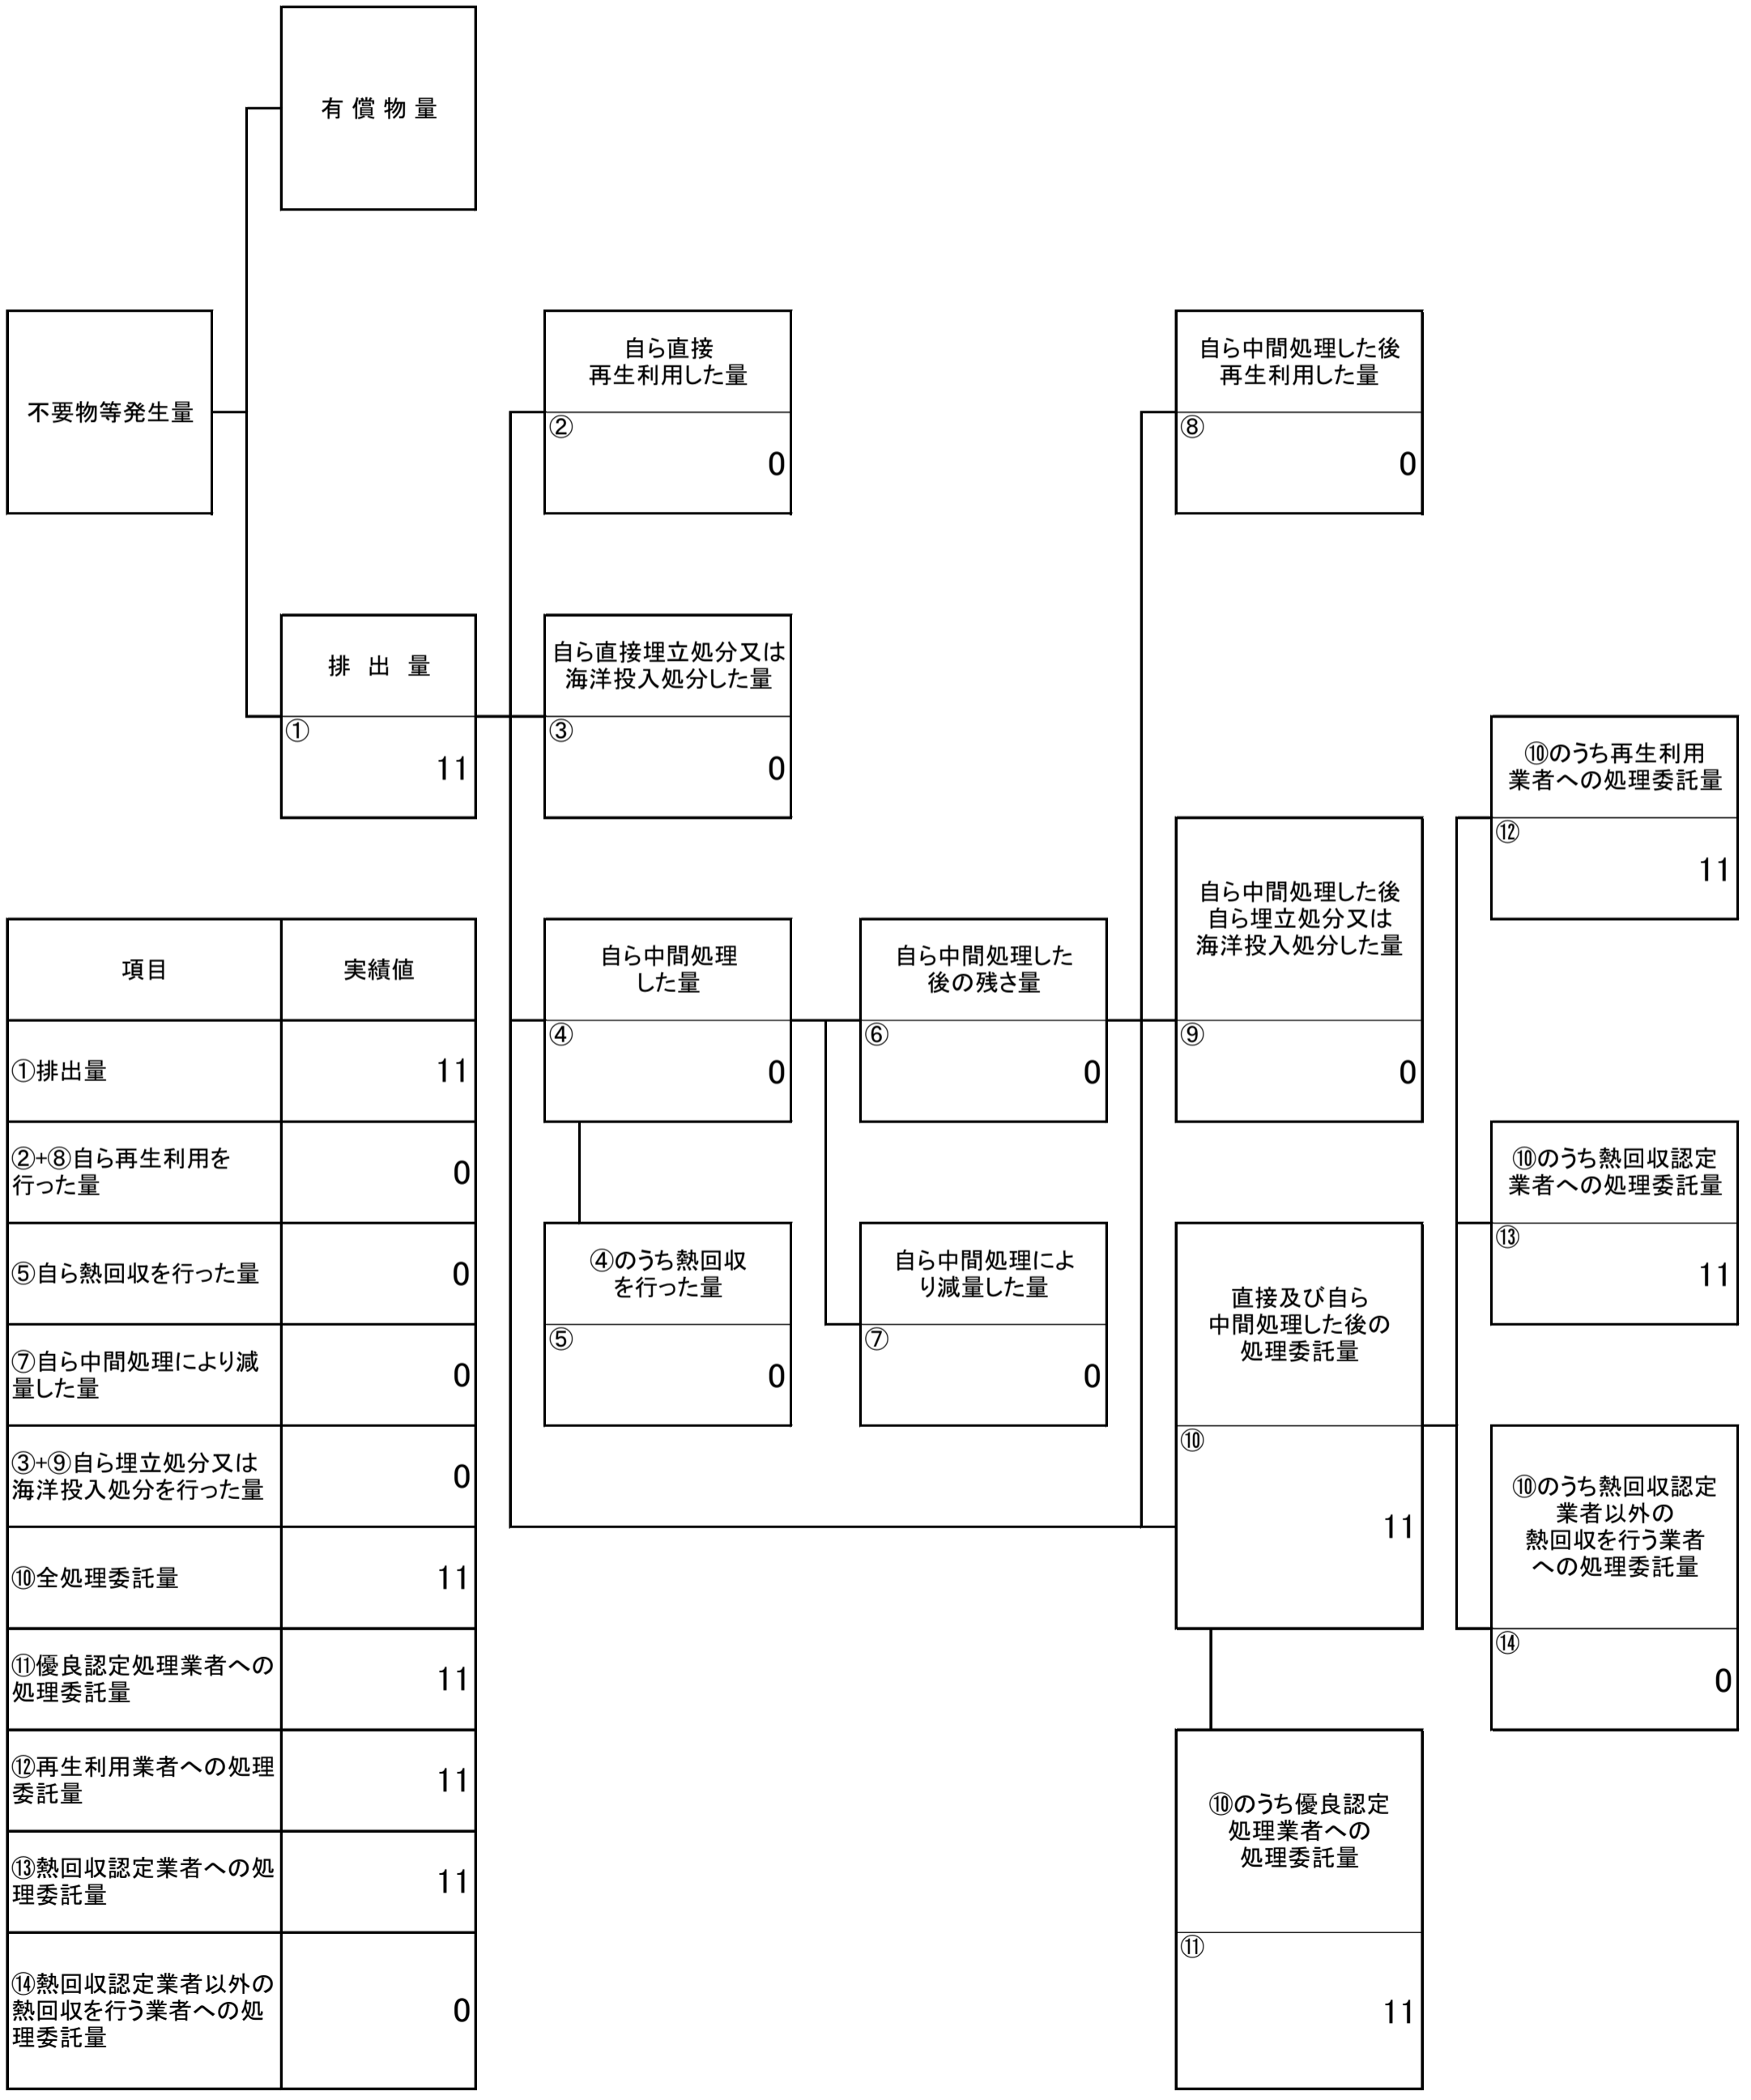 有償物量
不要物等発生量
自ら直接
再生利用した量
②
0
自ら中間処理した後
再生利用した量
⑧
0
排出量
①
11
自ら直接埋立処分又は
海洋投入処分した量
③
0
⑩のうち再生利用
業者への処理委託量
⑫
11
自ら中間処理した後
自ら埋立処分又は
海洋投入処分した量
⑨
0
自ら中間処理
した量
④
0
自ら中間処理した
後の残さ量
⑥
0
⑩のうち熱回収認定
業者への処理委託量
⑬
11
④のうち熱回収
を行った量
⑤
0
自ら中間処理によ
り減量した量
⑦
0
直接及び自ら
中間処理した後の
処理委託量
⑩
11
⑩のうち熱回収認定
業者以外の
熱回収を行う業者
への処理委託量
⑭
0
⑩のうち優良認定
処理業者への
処理委託量
⑪
11
項目 実績値
①排出量 11
②+⑧自ら再生利用を
行った量 0
⑤自ら熱回収を行った量 0
⑦自ら中間処理により減
量した量 0
③+⑨自ら埋立処分又は
海洋投入処分を行った量 0
⑩全処理委託量 11
⑪優良認定処理業者への
処理委託量 11
⑫再生利用業者への処理
委託量 11
⑬熱回収認定業者への処
理委託量 11
⑭熱回収認定業者以外の
熱回収を行う業者への処
理委託量 0